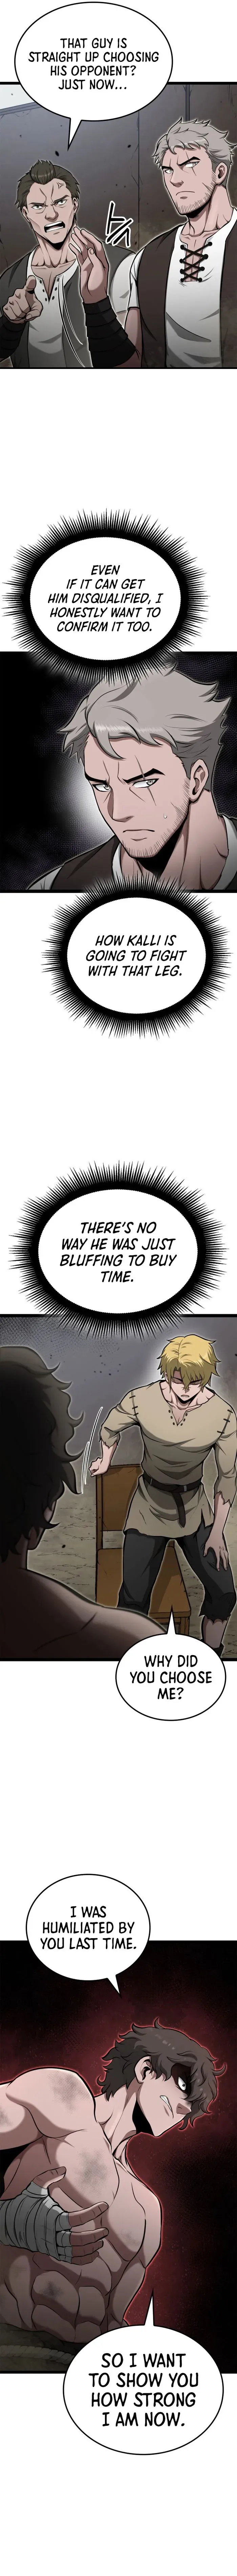 THAT GUY IS
STRAIGHT UP CHOOSING
HIS OPPONENT?
JUST NOW...
EVEN
IF IT CAN GET
HIM DISQUALIFIED, I
HONESTLY WANT TO
CONFIRM IT TOO.
HOW KALLI IS
GOING TO FIGHT
WITH THAT LEG.
THERE'S NO
WAY HE WAS JUST
BLUFFING TO BUY
TIME.
WHY DID
YOU CHOOSE
ME?
I WAS
HUMILIATED BY
YOU LAST TIME.
SO I WANT
TO SHOW YOU
HOW STRONG
I AM NOW.